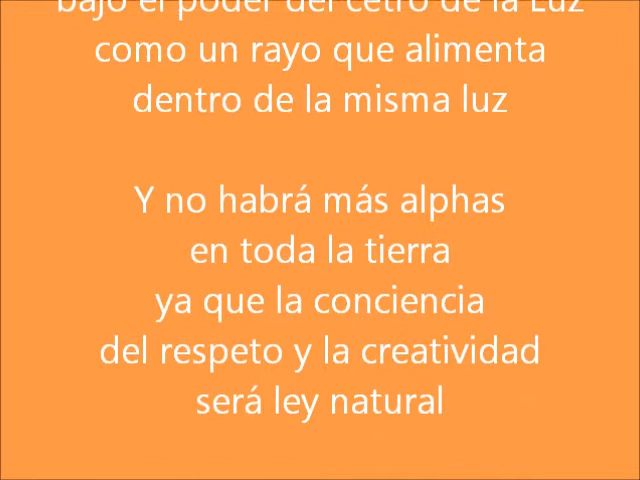 bajo el poder del cetro de la Luz
como un rayo que alimenta
dentro de la misma luz
Y no habrá más alphas
en toda la tierra
ya que la conciencia
del respeto y la creatividad
será ley natural